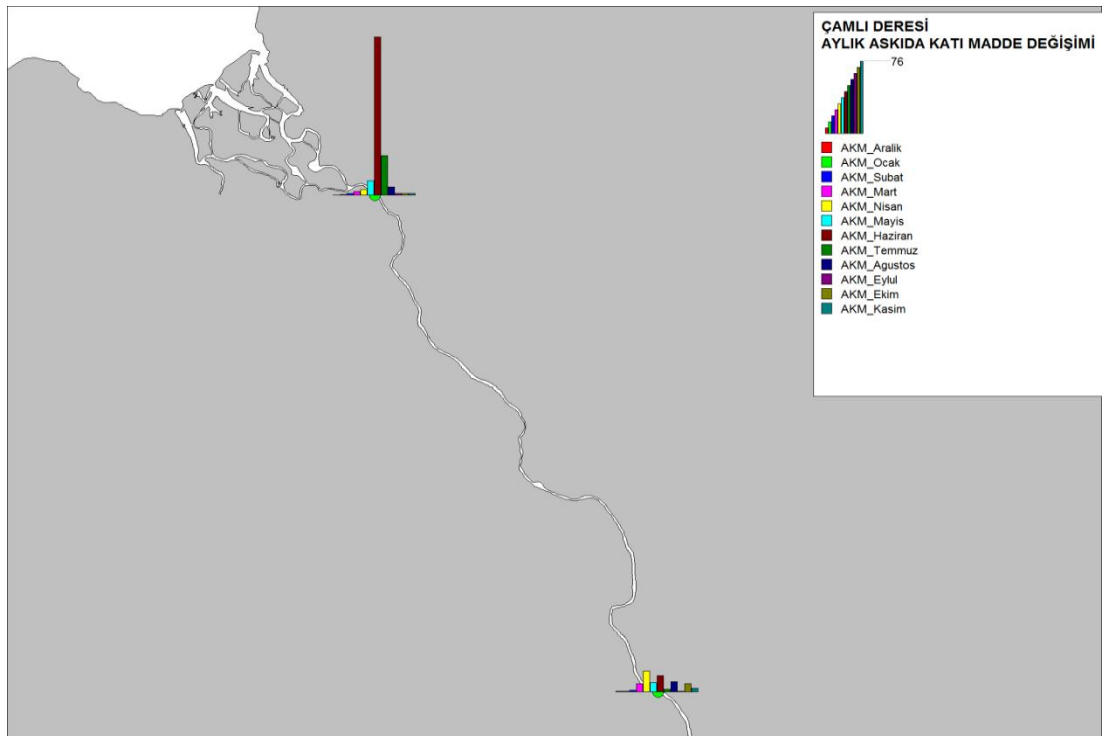 ÇAMLI DERESİ
AYLIK ASKIDA KATI MADDE DEĞİŞİMİ
76
AKM_Aralik
AKM_Ocak
AKM_Subat
AKM_Mart
AKM_Nisan
AKM_Mayis
AKM_Haziran
AKM_Temmuz
AKM_Agustos
AKM_Eylul
AKM_Ekim
AKM_Kasim